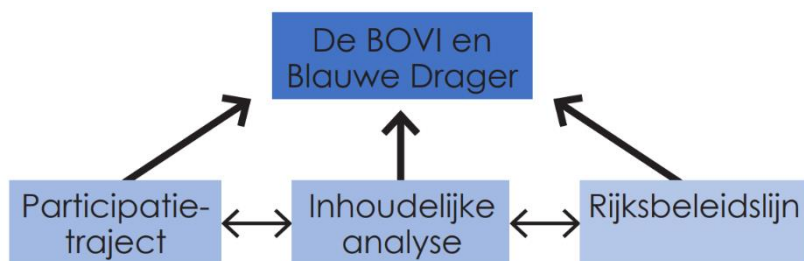 De BOVI en
Blauwe Drager
Participatie-
traject
Inhoudelijke
analyse
Rijksbeleidslijn